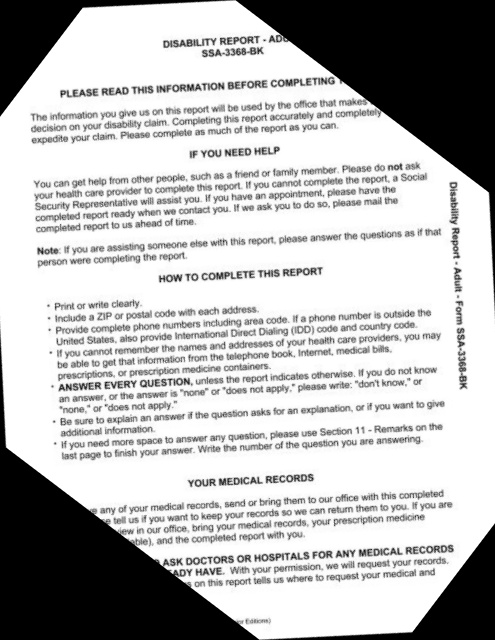 DISABILITY REPORT - ADU
SSA-3368-BK
PLEASE READ THIS INFORMATION BEFORE COMPLETING
The information you give us on this report will be used by the office that makes
decision on your disability claim. Completing this report accurately and completely
expedite your claim. Please complete as much of the report as you can.
IF YOU NEED HELP
You can get help from other people, such as a friend or family member. Please do not ask
your health care provider to complete this report. If you cannot complete the report, a Social
Security Representative will assist you. If you have an appointment, please have the
completed report ready when we contact you. If we ask you to do so, please mail the
completed report to us ahead of time.
Note: If you are assisting someone else with this report, please answer the questions as if that
person were completing the report.
HOW TO COMPLETE THIS REPORT
• Print or write clearly.
• Include a ZIP or postal code with each address.
• Provide complete phone numbers including area code. If a phone number is outside the
United States, also provide International Direct Dialing (IDD) code and country code.
• If you cannot remember the names and addresses of your health care providers, you may
be able to get that information from the telephone book, Internet, medical bills,
prescriptions, or prescription medicine containers.
• ANSWER EVERY QUESTION, unless the report indicates otherwise. If you do not know
an answer, or the answer is "none" or "does not apply," please write: "don't know," or
"none," or "does not apply."
• Be sure to explain an answer if the question asks for an explanation, or if you want to give
additional information.
• If you need more space to answer any question, please use Section 11 - Remarks on the
last page to finish your answer. Write the number of the question you are answering.
YOUR MEDICAL RECORDS
any of your medical records, send or bring them to our office with this completed
tell us if you want to keep your records so we can return them to you. If you are
view in our office, bring your medical records, your prescription medicine
ble), and the completed report with you.
ASK DOCTORS OR HOSPITALS FOR ANY MEDICAL RECORDS
ADY HAVE. With your permission, we will request your records.
on this report tells us where to request your medical and
or Editions)
Disability Report - Adult - Form SSA-3368-BK